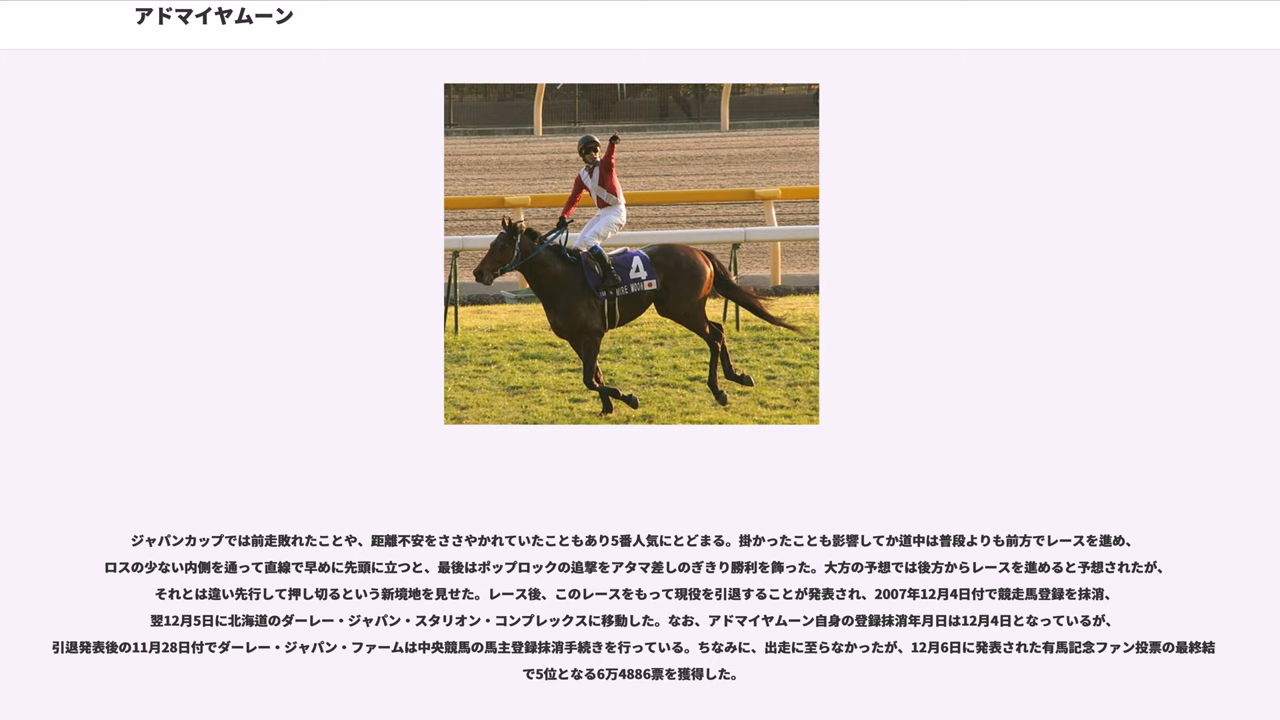 アドマイヤムーン
4
MIRE MOON
ジャパンカップでは前走敗れたことや、距離不安をささやかれていたこともあり5番人気にとどまる。掛かったことも影響してか道中は普段よりも前方でレースを進め、
ロスの少ない内側を通って直線で早めに先頭に立つと、最後はポップロックの追撃をアタマ差しのぎきり勝利を飾った。大方の予想では後方からレースを進めると予想されたが、
それとは違い先行して押し切るという新境地を見せた。レース後、このレースをもって現役を引退することが発表され、2007年12月4日付で競走馬登録を抹消、
翌12月5日に北海道のダーレー・ジャパン・スタリオン・コンプレックスに移動した。なお、アドマイヤムーン自身の登録抹消年月日は12月4日となっているが、
引退発表後の11月28日付でダーレー・ジャパン・ファームは中央競馬の馬主登録抹消手続きを行っている。ちなみに、出走に至らなかったが、12月6日に発表された有馬記念ファン投票の最終結
で5位となる6万4886票を獲得した。